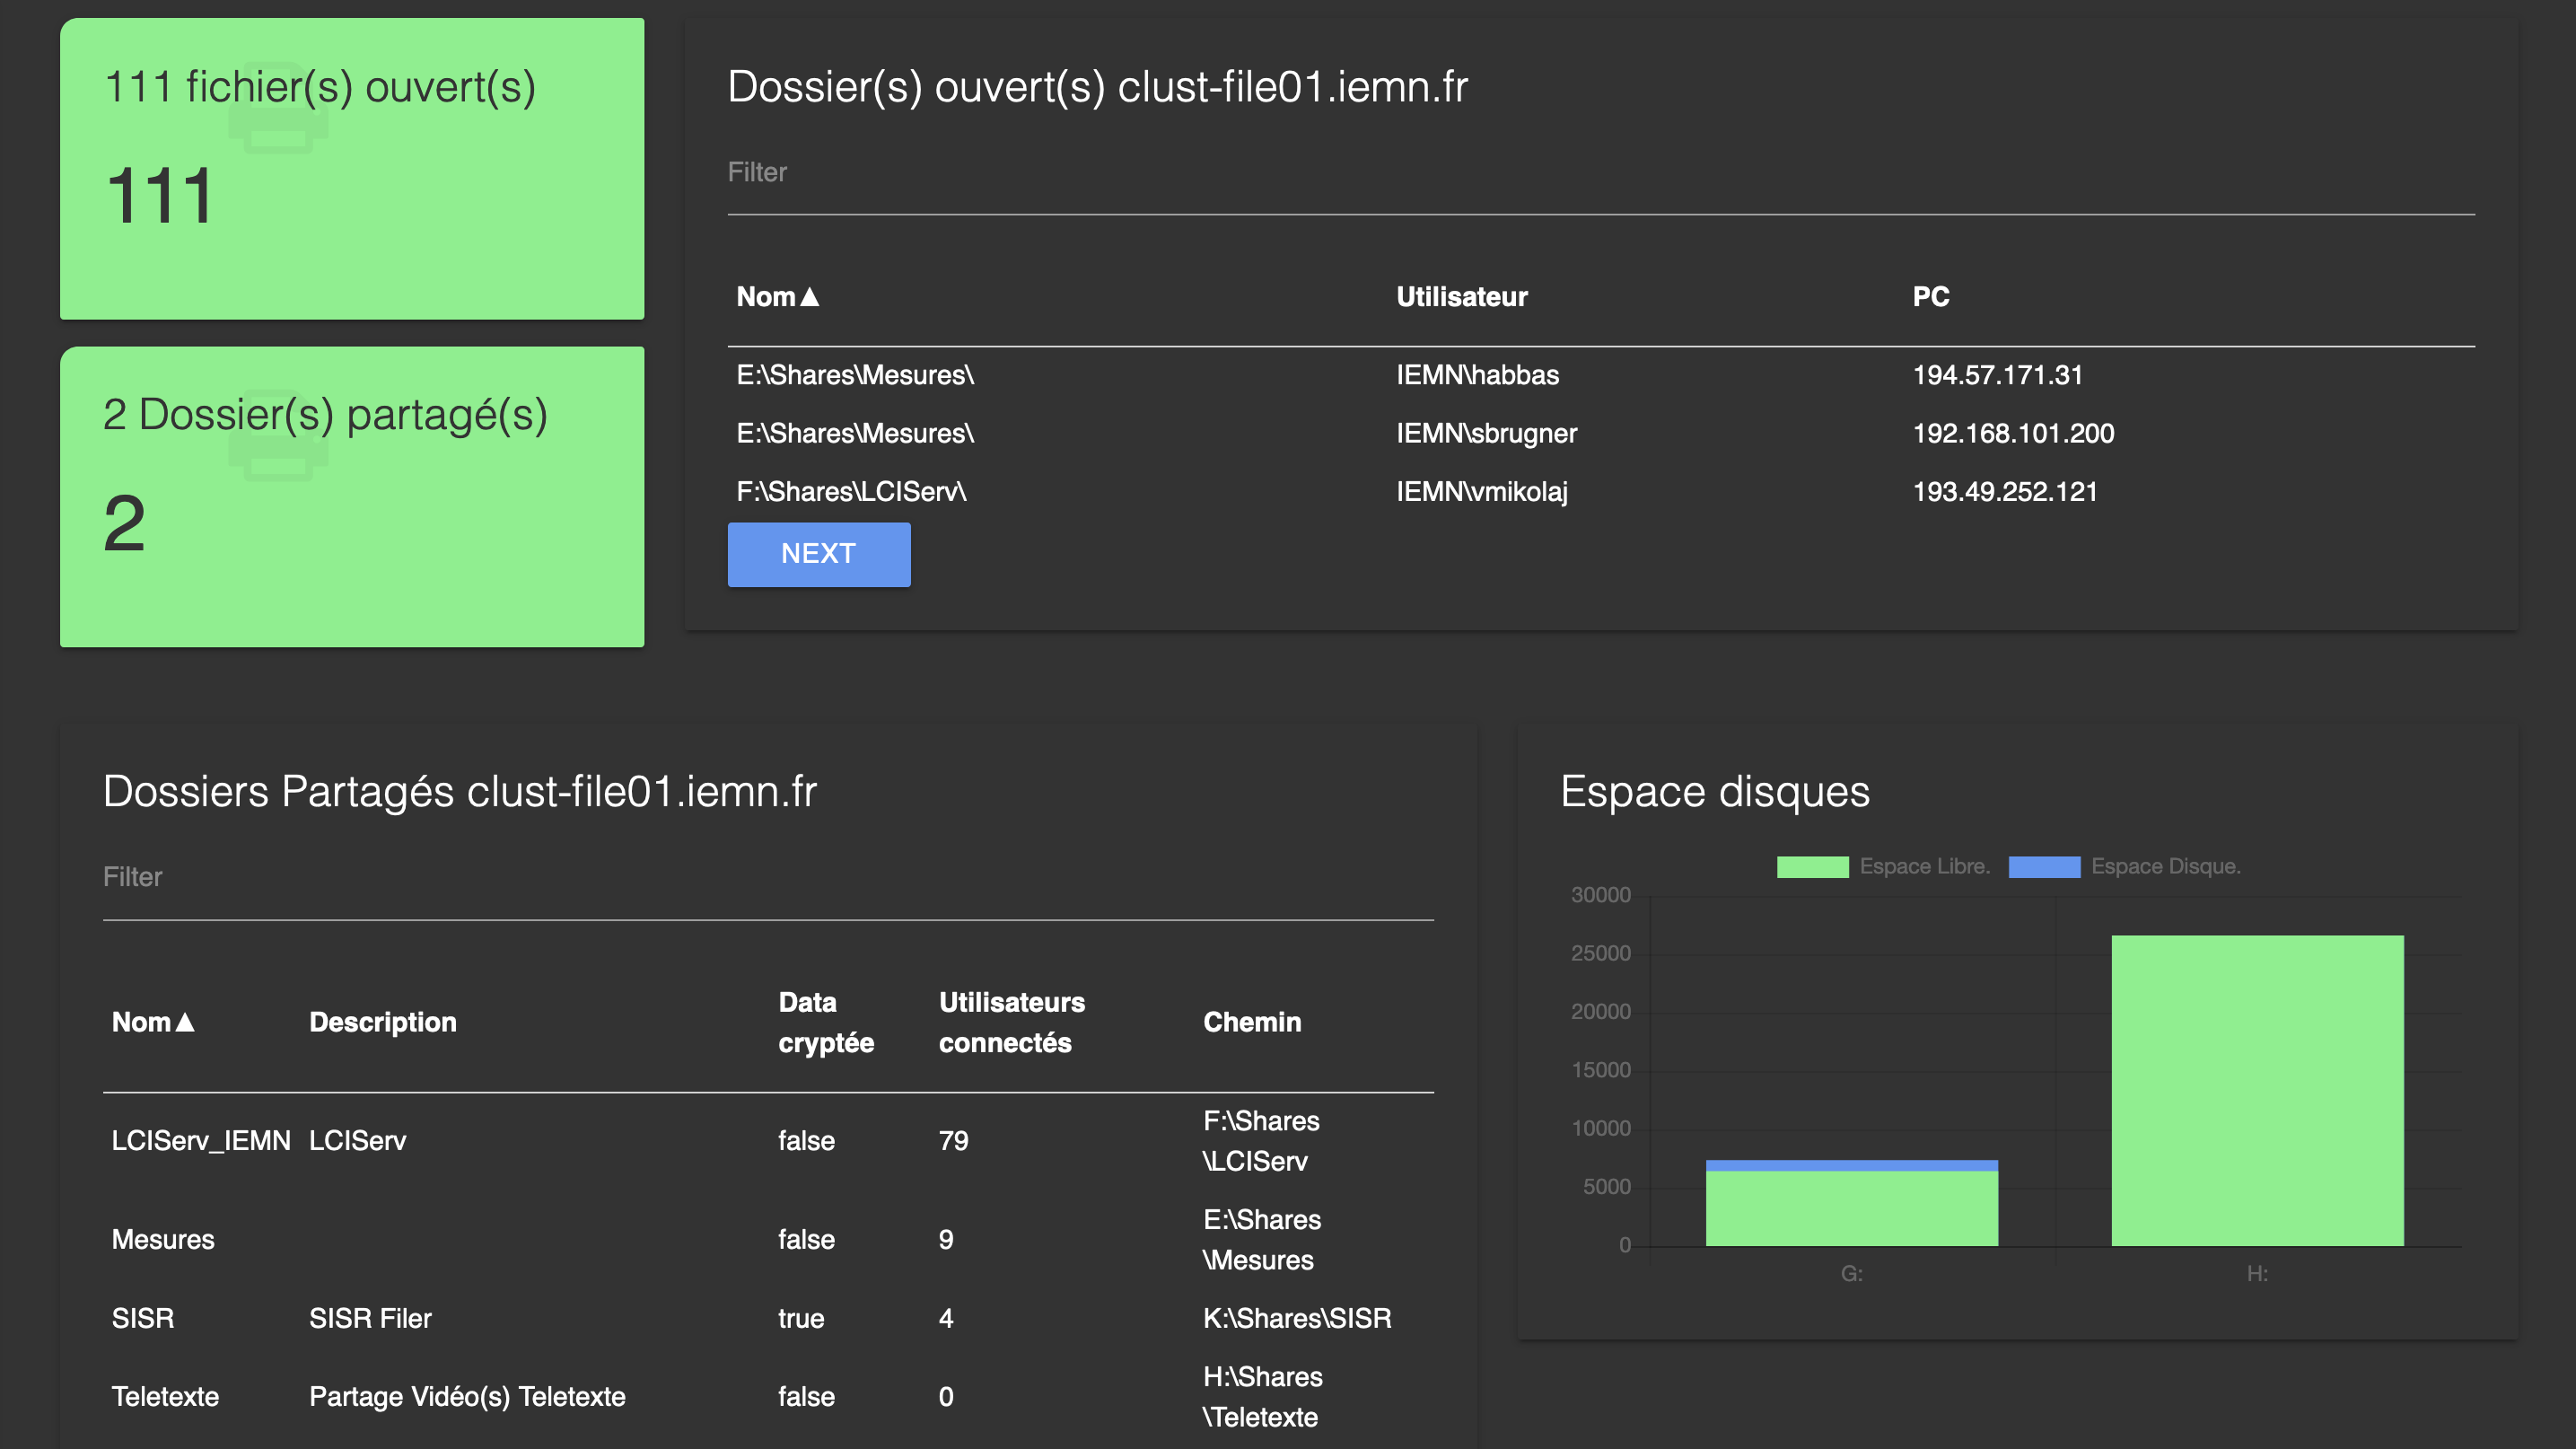 111 fichier(s) ouvert(s)
111
2 Dossier(s) partagé(s)
2
Dossier(s) ouvert(s) clust-file01.iemn.fr
Filter
Nom▲ Utilisateur PC
E:\Shares\Mesures\ IEMN\habbas 194.57.171.31
E:\Shares\Mesures\ IEMN\sbrugner 192.168.101.200
F:\Shares\LCIServ\ IEMN\vmikolaj 193.49.252.121
NEXT
Dossiers Partagés clust-file01.iemn.fr
Filter
Nom▲ Description Data cryptée Utilisateurs connectés Chemin
LCIServ_IEMN LCIServ false 79 F:\Shares\LCIServ
Mesures false 9 E:\Shares\Mesures
SISR SISR Filer true 4 K:\Shares\SISR
Teletexte Partage Vidéo(s) Teletexte false 0 H:\Shares\Teletexte
Espace disques
Espace Libre. Espace Disque.
30000
25000
20000
15000
10000
5000
0
G: H: